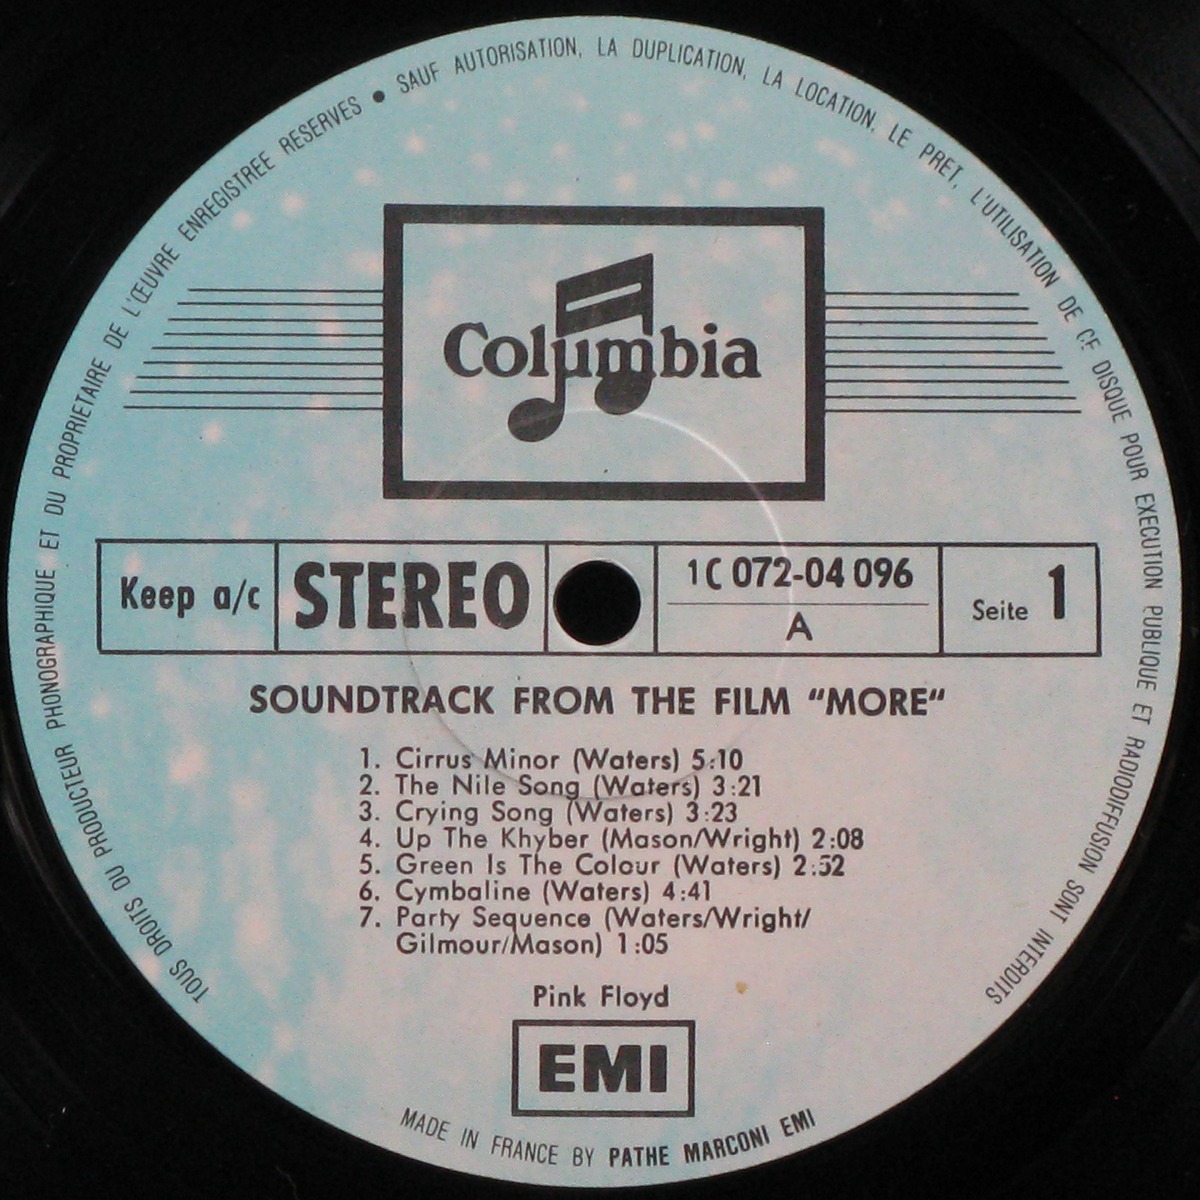 TOUS DROITS DU PRODUCTEUR PHONOGRAPHIQUE ET DU PROPRIETAIRE DE L'ŒUVRE ENREGISTREE RESERVES • SAUF AUTORISATION, LA DUPLICATION, LA LOCATION, LE PRET, L'UTILISATION DE CE DISQUE POUR EXECUTION PUBLIQUE ET RADIODIFFUSION SONT INTERDITS
Columbia
Keep a/c STEREO 1C 072-04 096 Seite 1
A
SOUNDTRACK FROM THE FILM “MORE“
1. Cirrus Minor (Waters) 5:10
2. The Nile Song (Waters) 3:21
3. Crying Song (Waters) 3:23
4. Up The Khyber (Mason/Wright) 2:08
5. Green Is The Colour (Waters) 2:52
6. Cymbaline (Waters) 4:41
7. Party Sequence (Waters/Wright/
Gilmour/Mason) 1:05
Pink Floyd
EMI
MADE IN FRANCE BY PATHE MARCONI EMI